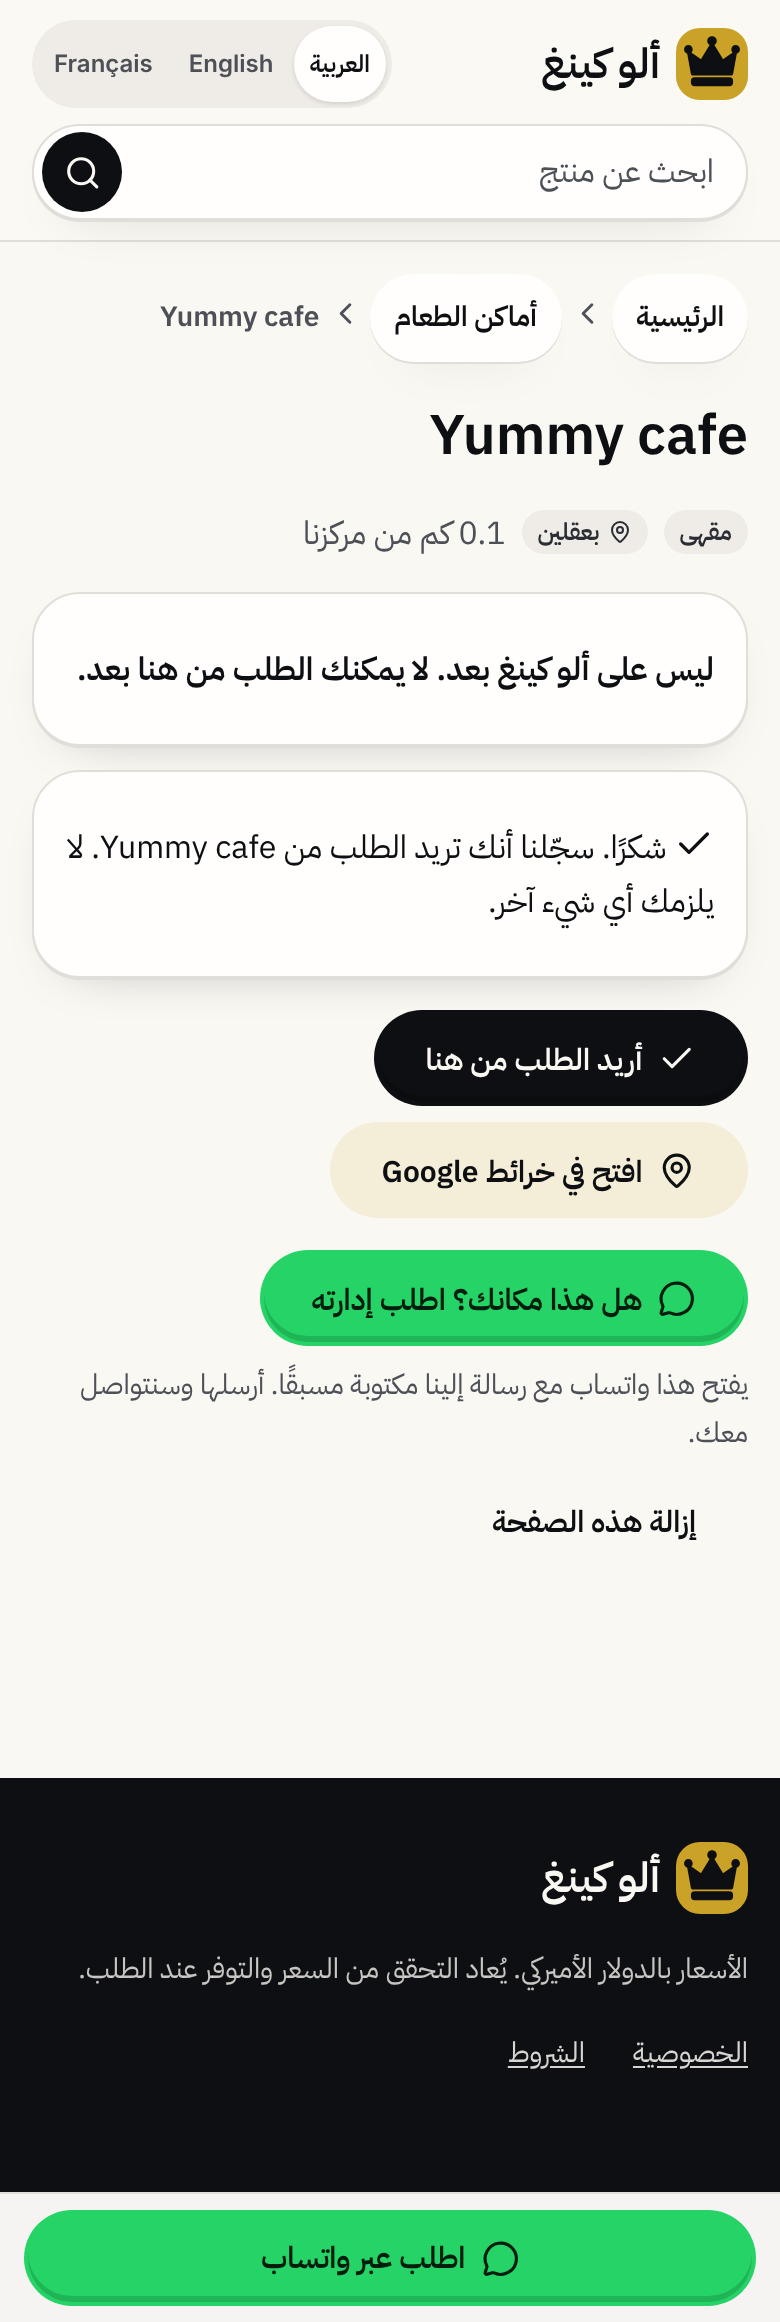 ألو كينغ
العربية English Français
ابحث عن منتج
الرئيسية أماكن الطعام Yummy cafe
Yummy cafe
مقهى بعقلين 0.1 كم من مركزنا
ليس على ألو كينغ بعد. لا يمكنك الطلب من هنا بعد.
شكرًا. سجّلنا أنك تريد الطلب من Yummy cafe. لا
يلزمك أي شيء آخر.
أريد الطلب من هنا
افتح في خرائط Google
هل هذا مكانك؟ اطلب إدارته
يفتح هذا واتساب مع رسالة إلينا مكتوبة مسبقًا. أرسلها وسنتواصل
معك.
إزالة هذه الصفحة
ألو كينغ
الأسعار بالدولار الأميركي. يُعاد التحقق من السعر والتوفر عند الطلب.
الخصوصية الشروط
اطلب عبر واتساب